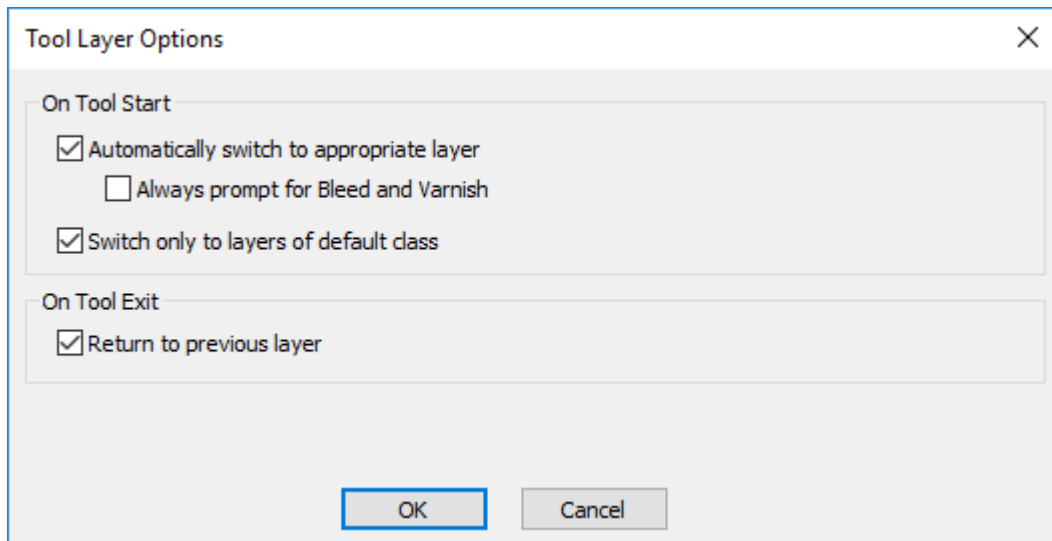 Tool Layer Options
On Tool Start
Automatically switch to appropriate layer
Always prompt for Bleed and Varnish
Switch only to layers of default class
On Tool Exit
Return to previous layer
OK Cancel